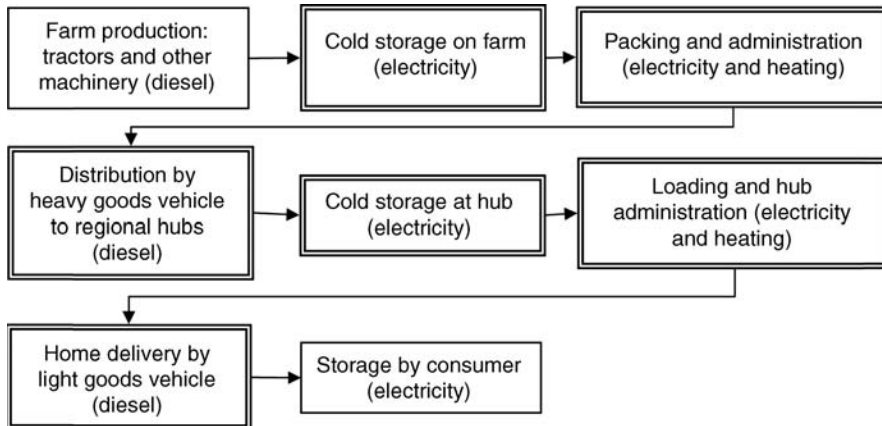 Farm production:
tractors and other
machinery (diesel)
Cold storage on farm
(electricity)
Packing and administration
(electricity and heating)
Distribution by
heavy goods vehicle
to regional hubs
(diesel)
Cold storage at hub
(electricity)
Loading and hub
administration (electricity
and heating)
Home delivery by
light goods vehicle
(diesel)
Storage by consumer
(electricity)